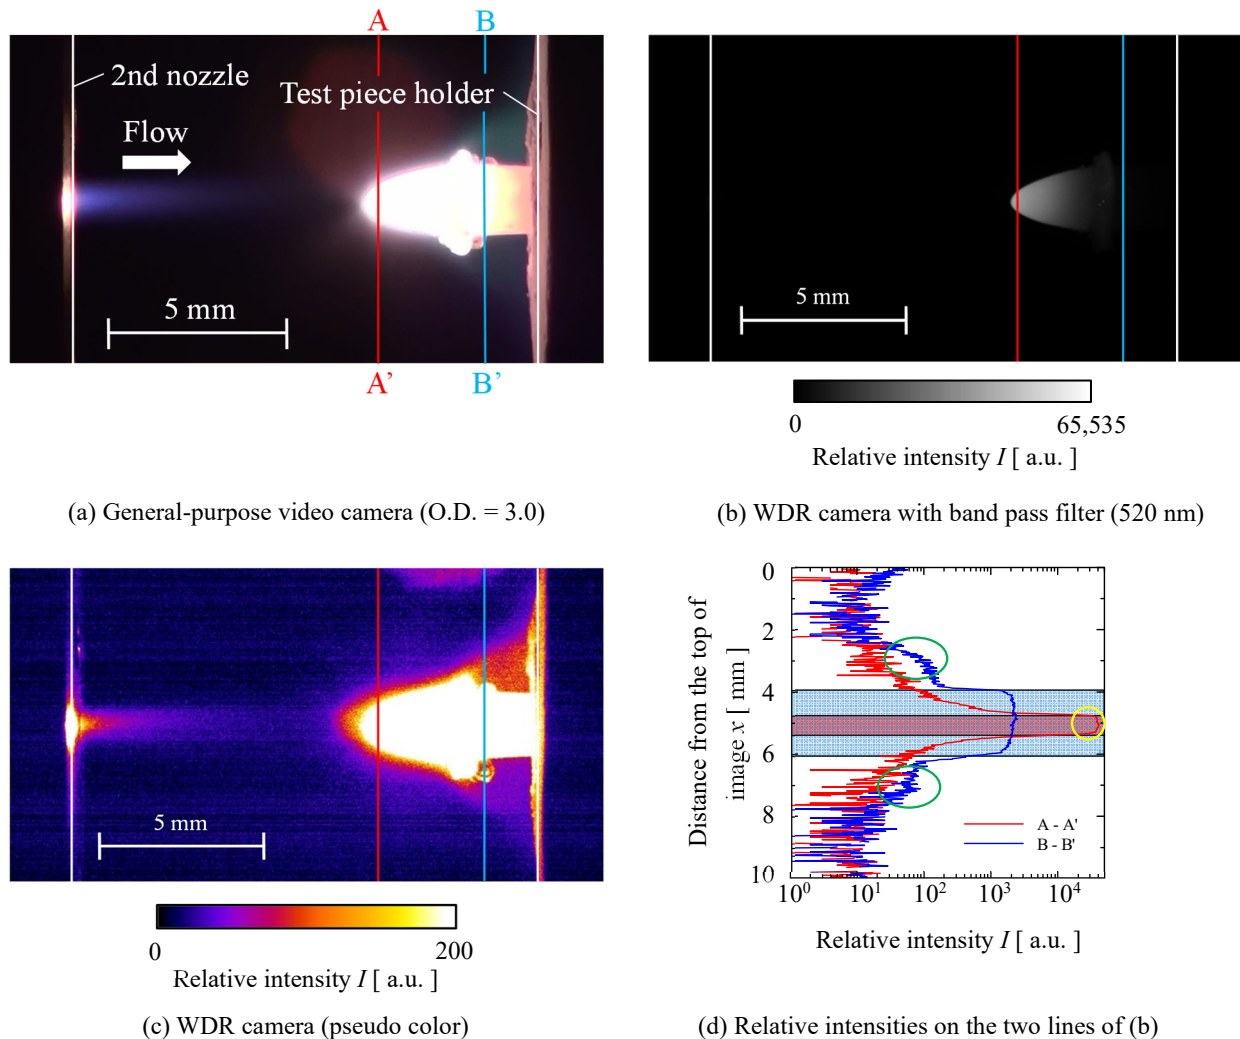 A B
2nd nozzle
Test piece holder
Flow
5 mm
A’ B’
5 mm
0 65,535
Relative intensity I [ a.u. ]
(a) General-purpose video camera (O.D. = 3.0)
(b) WDR camera with band pass filter (520 nm)
5 mm
0 200
Relative intensity I [ a.u. ]
(c) WDR camera (pseudo color)
Distance from the top of
image x [ mm ]
0
2
4
6
8
10
A - A'
B - B'
10⁰ 10¹ 10² 10³ 10⁴
Relative intensity I [ a.u. ]
(d) Relative intensities on the two lines of (b)